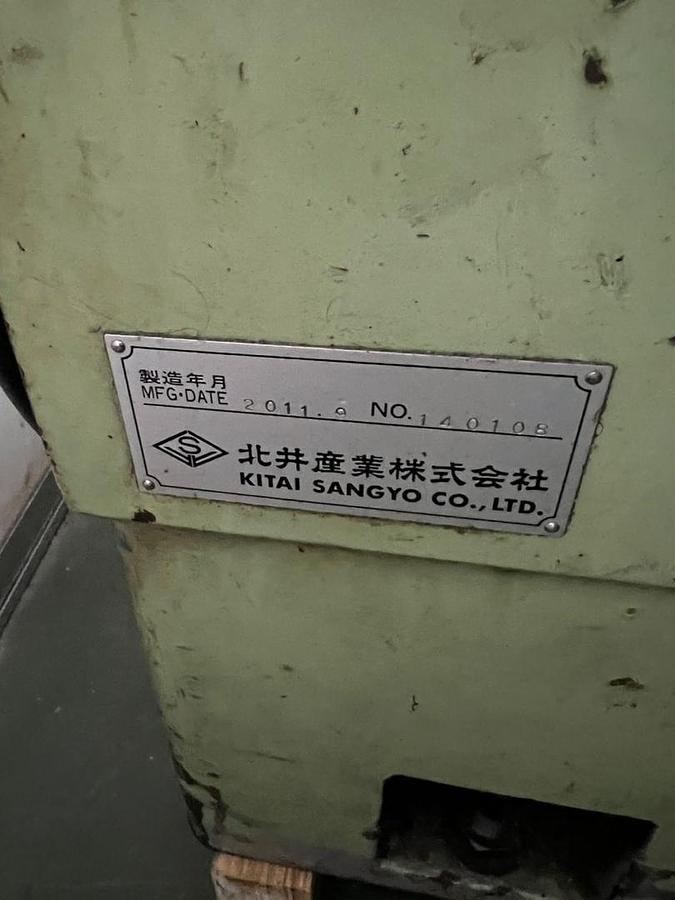 製造年月
MFG·DATE 2011.9 NO. 140108
S
北井産業株式会社
KITAI SANGYO CO., LTD.